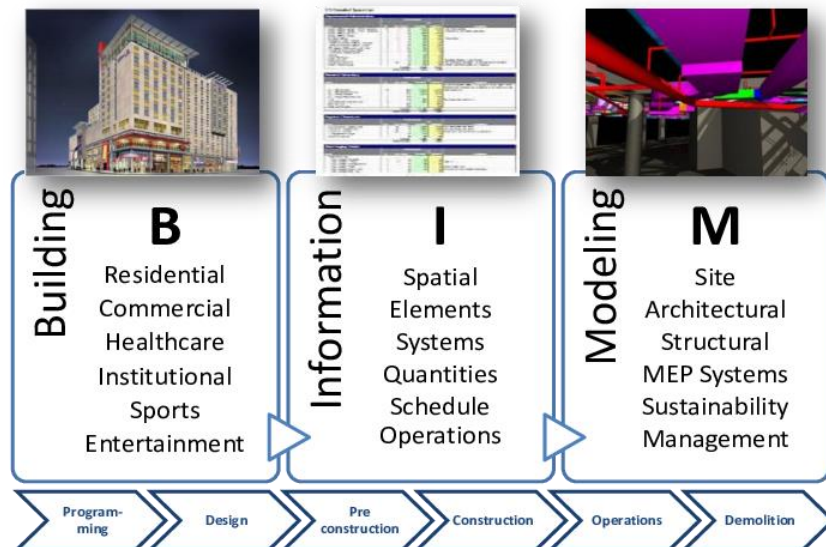 Building
B
Residential
Commercial
Healthcare
Institutional
Sports
Entertainment
Information
I
Spatial
Elements
Systems
Quantities
Schedule
Operations
Modeling
M
Site
Architectural
Structural
MEP Systems
Sustainability
Management
Program-
ming
Design
Pre
construction
Construction
Operations
Demolition